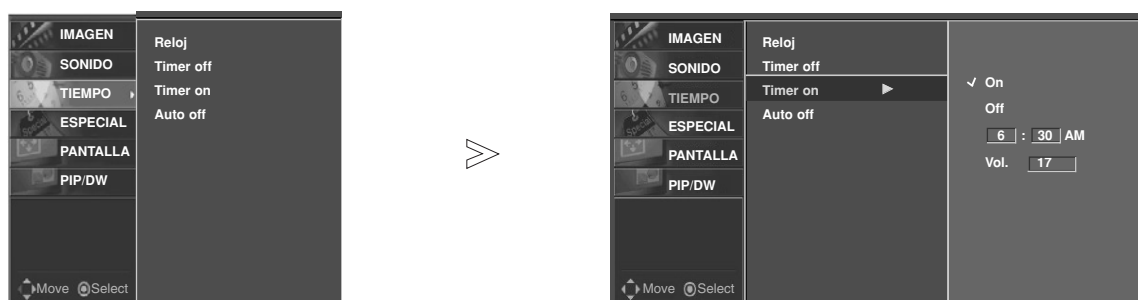 IMAGEN
SONIDO
TIEMPO
ESPECIAL
PANTALLA
PIP/DW
Move Select
Reloj
Timer off
Timer on
Auto off
IMAGEN
SONIDO
TIEMPO
ESPECIAL
PANTALLA
PIP/DW
Move Select
Reloj
Timer off
Timer on
Auto off
On
Off
6 : 30 AM
Vol. 17